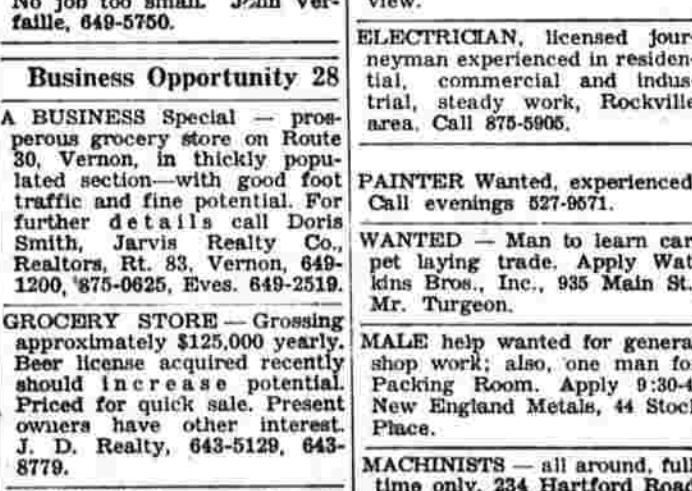 No job too small. John Ver-
faille, 649-5750.
Business Opportunity 28
A BUSINESS Special — pros-
perous grocery store on Route
30, Vernon, in thickly popu-
lated section—with good foot
traffic and fine potential. For
further details call Doris
Smith, Jarvis Realty Co.,
Realtors, Rt. 83, Vernon, 649-
1200, 875-0625, Eves. 649-2519.
GROCERY STORE — Grossing
approximately $125,000 yearly.
Beer license acquired recently
should increase potential.
Priced for quick sale. Present
owners have other interest.
J. D. Realty, 643-5129, 643-
8779.
view.
ELECTRICIAN, licensed jour-
neyman experienced in residen-
tial, commercial and indus-
trial, steady work, Rockville
area. Call 875-5905.
PAINTER Wanted, experienced.
Call evenings 527-9571.
WANTED — Man to learn car-
pet laying trade. Apply Wat-
kins Bros., Inc., 935 Main St.
Mr. Turgeon.
MALE help wanted for genera
shop work; also, one man fo
Packing Room. Apply 9:30-4
New England Metals, 44 Stock
Place.
MACHINISTS — all around, full
time only. 234 Hartford Road